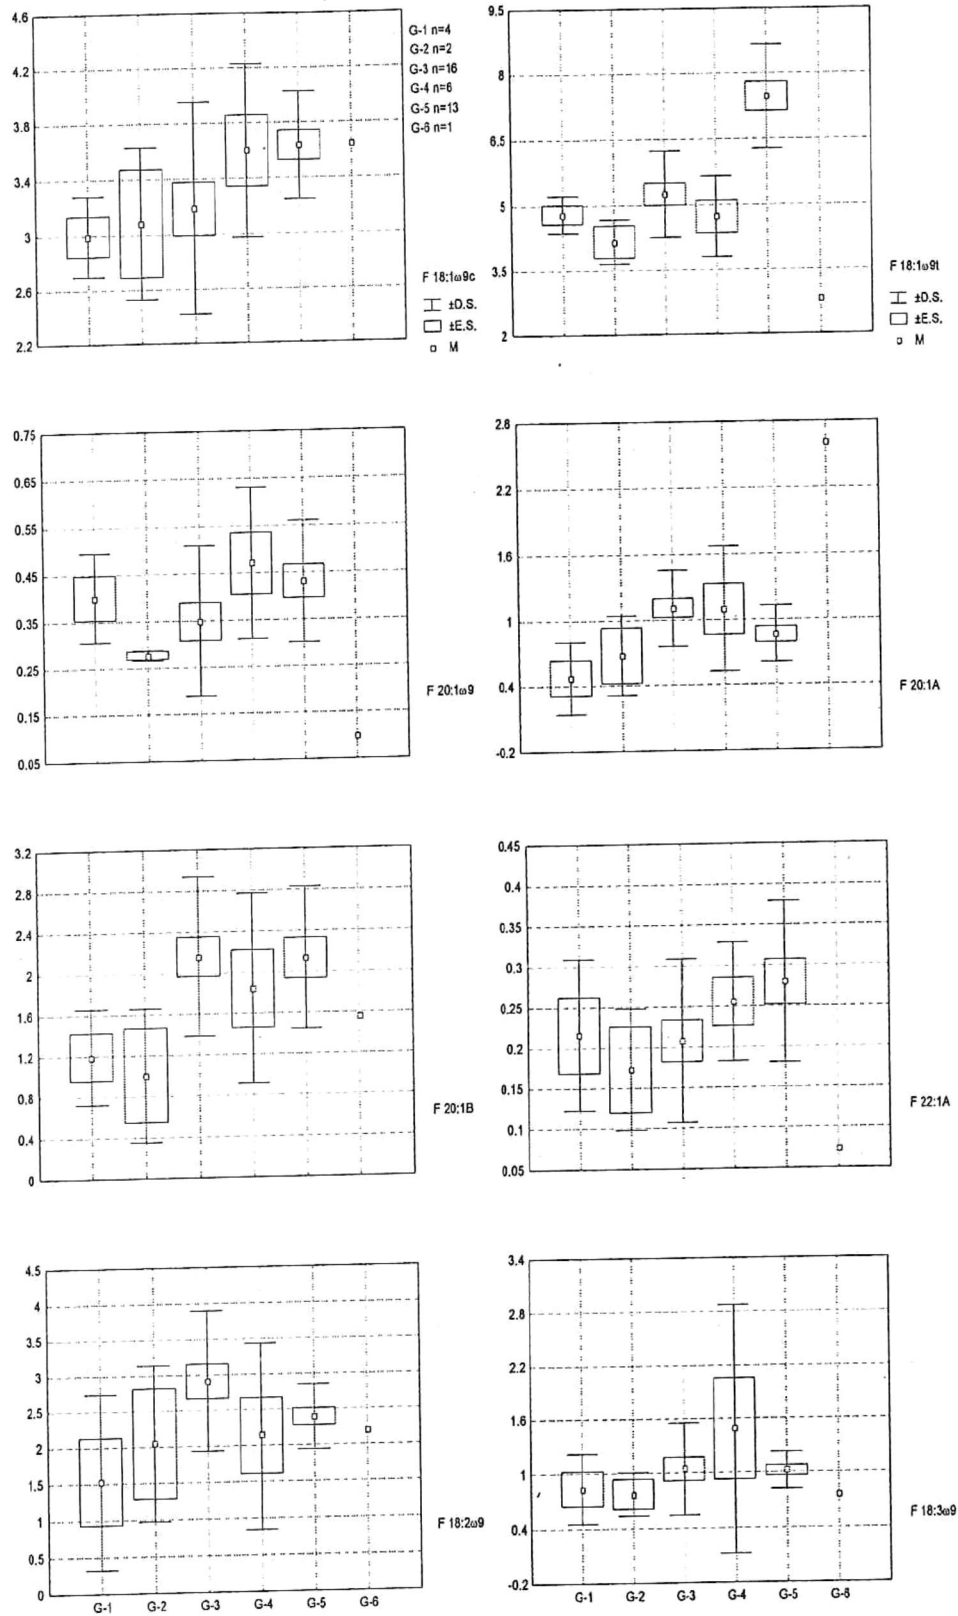 4.6
4.2
3.8
3.4
3
2.6
2.2
G-1 n=4
G-2 n=2
G-3 n=16
G-4 n=6
G-5 n=13
G-6 n=1
F 18:1ω9c
±D.S.
±E.S.
M
9.5
8
6.5
5
3.5
2
F 18:1ω9t
±D.S.
±E.S.
M
0.75
0.65
0.55
0.45
0.35
0.25
0.15
0.05
F 20:1ω9
2.8
2.2
1.6
1
0.4
-0.2
F 20:1A
3.2
2.8
2.4
2
1.6
1.2
0.8
0.4
0
F 20:1B
0.45
0.4
0.35
0.3
0.25
0.2
0.15
0.1
0.05
F 22:1A
4.5
4
3.5
3
2.5
2
1.5
1
0.5
0
F 18:2ω9
G-1 G-2 G-3 G-4 G-5 G-6
3.4
2.8
2.2
1.6
1
0.4
-0.2
F 18:3ω9
G-1 G-2 G-3 G-4 G-5 G-6